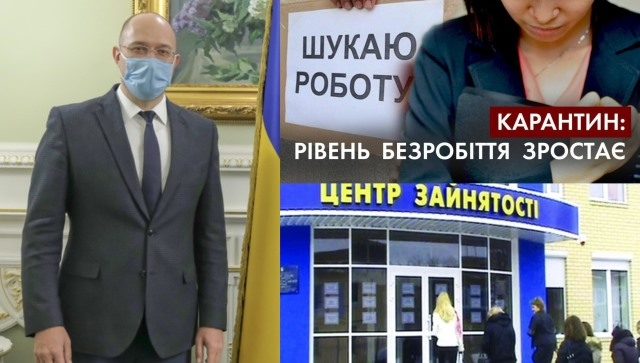 ШУКАЮ
РОБОТУ
КАРАНТИН:
РІВЕНЬ БЕЗРОБІТТЯ ЗРОСТАЄ
ЦЕНТР ЗАЙНЯТОСТІ